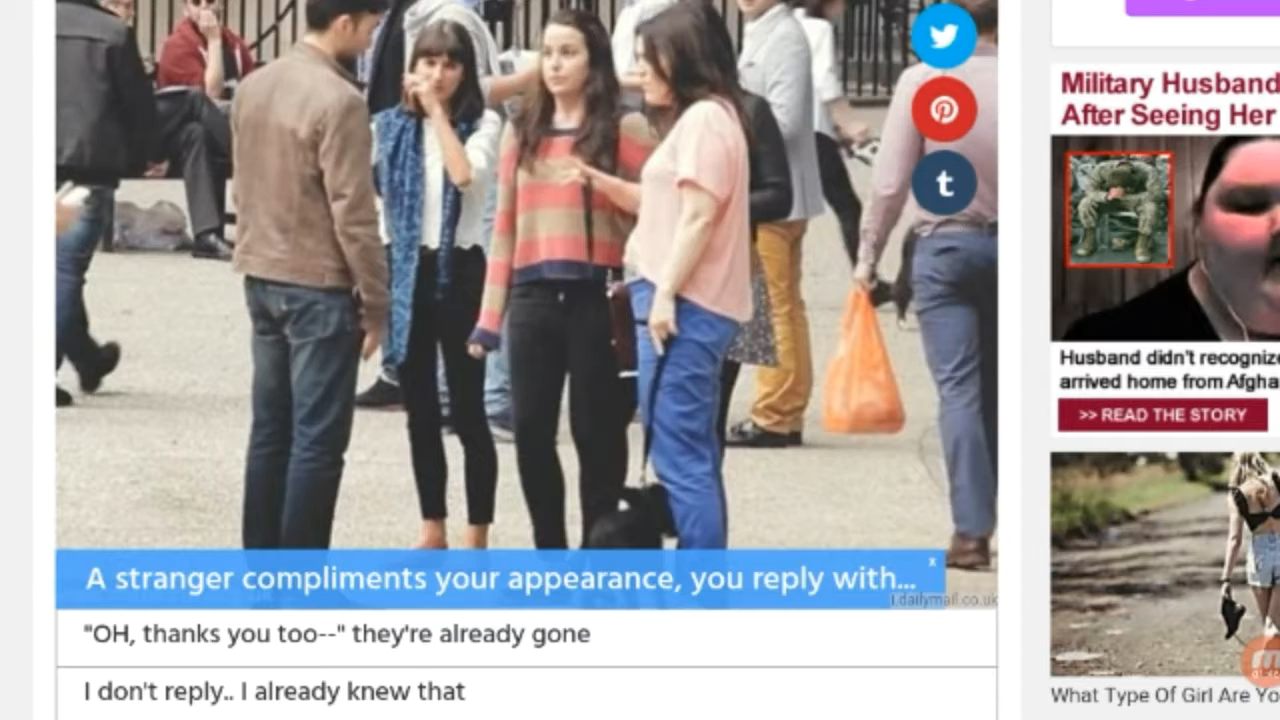 Military Husband
After Seeing Her
Husband didn't recognize
arrived home from Afgha
>> READ THE STORY
A stranger compliments your appearance, you reply with...
x
i.dailymail.co.uk
"OH, thanks you too--" they're already gone
I don't reply.. I already knew that
What Type Of Girl Are Yo